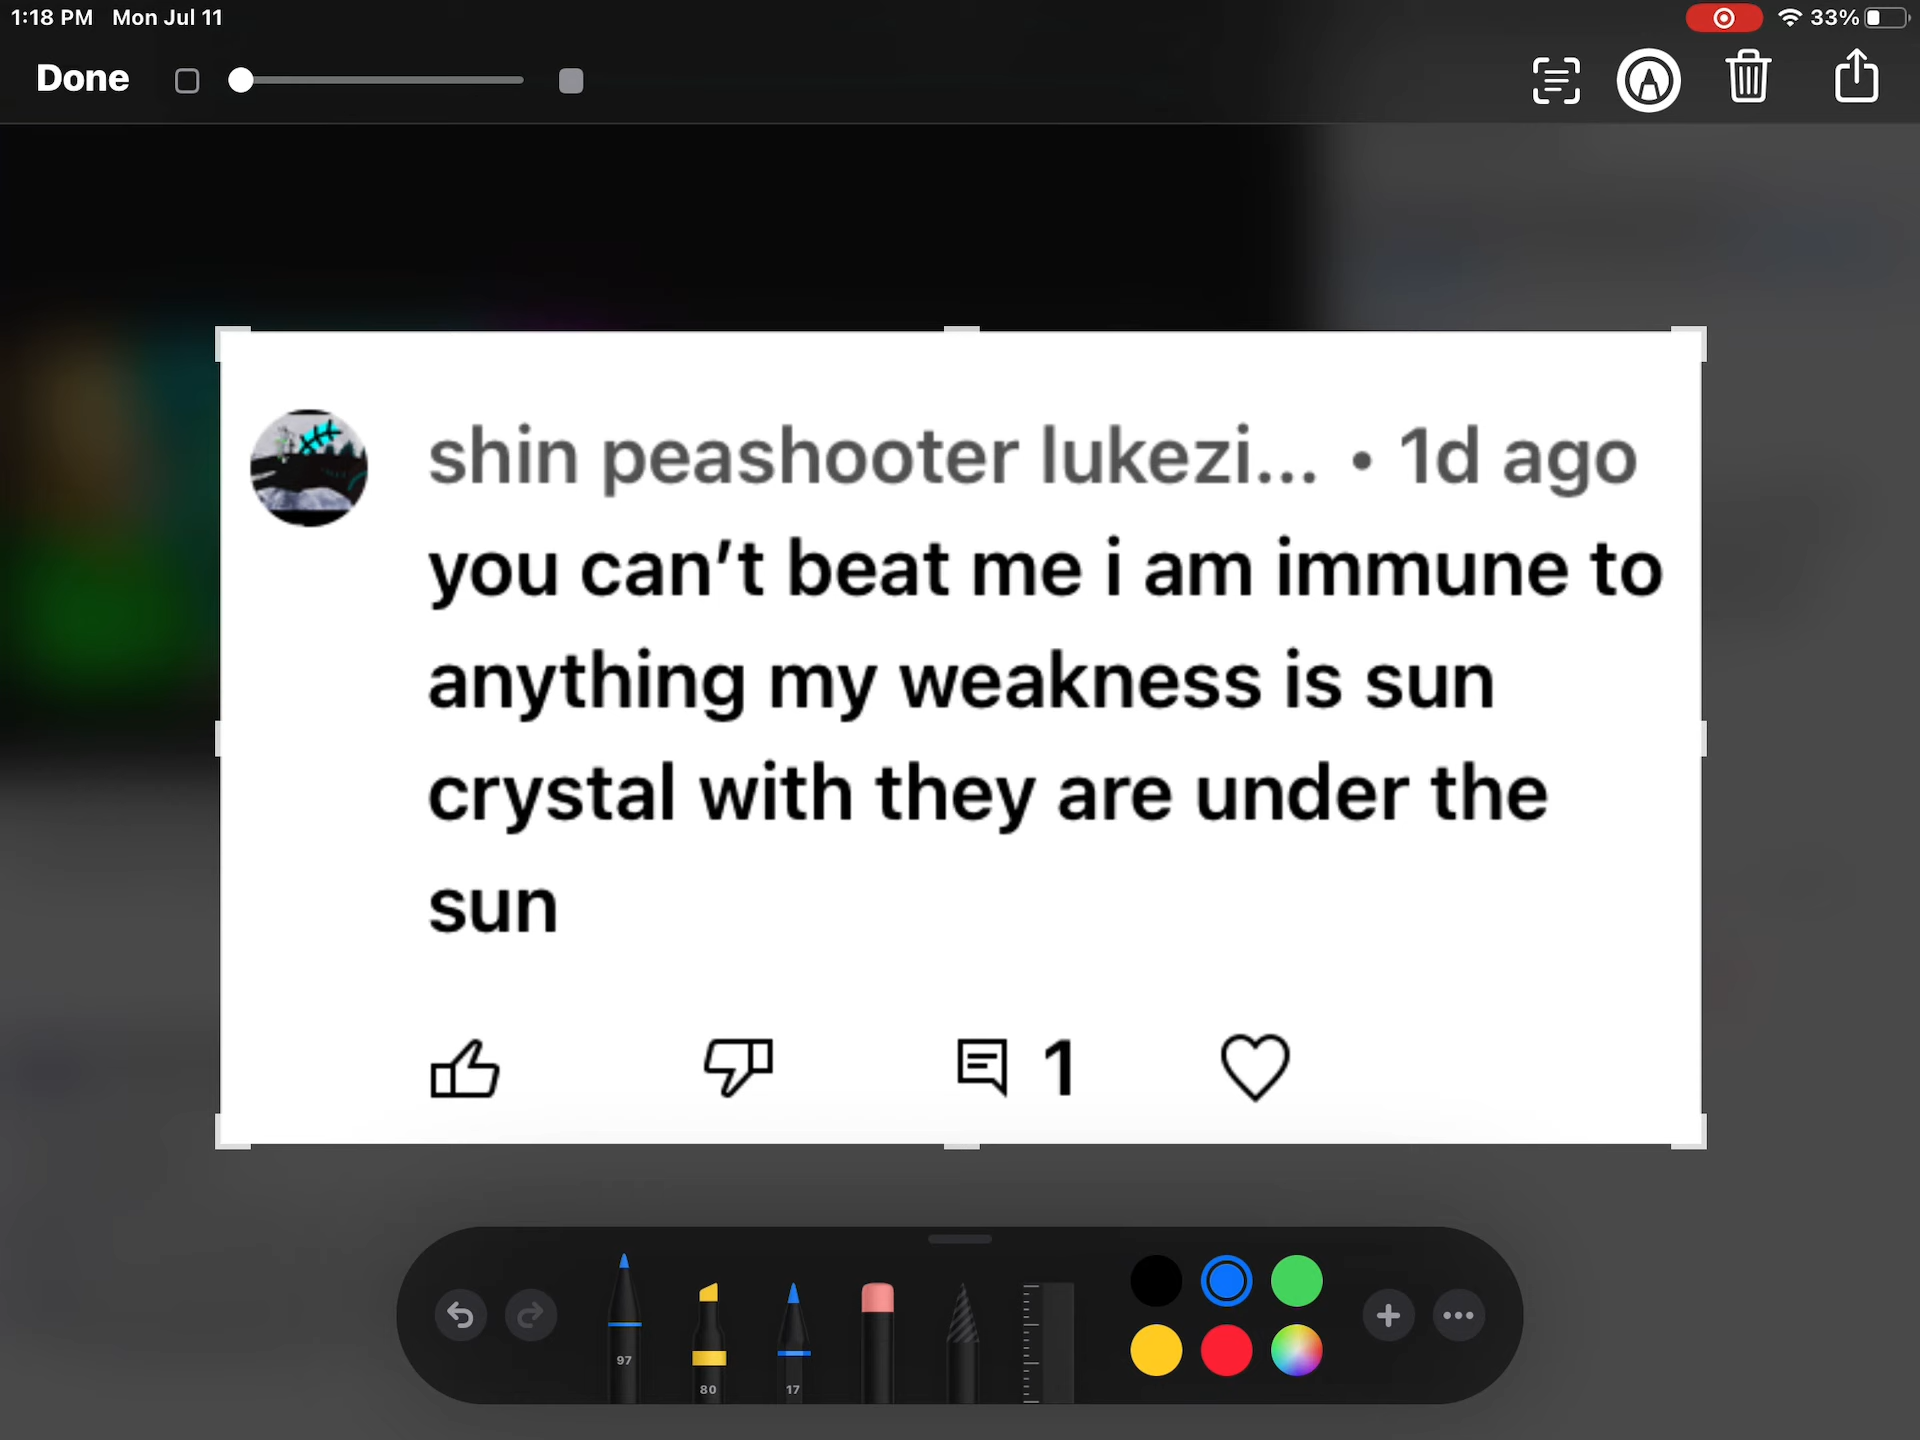 1:18 PM Mon Jul 11
33%
Done
shin peashooter lukezi... • 1d ago
you can’t beat me i am immune to
anything my weakness is sun
crystal with they are under the
sun
1
97
80
17